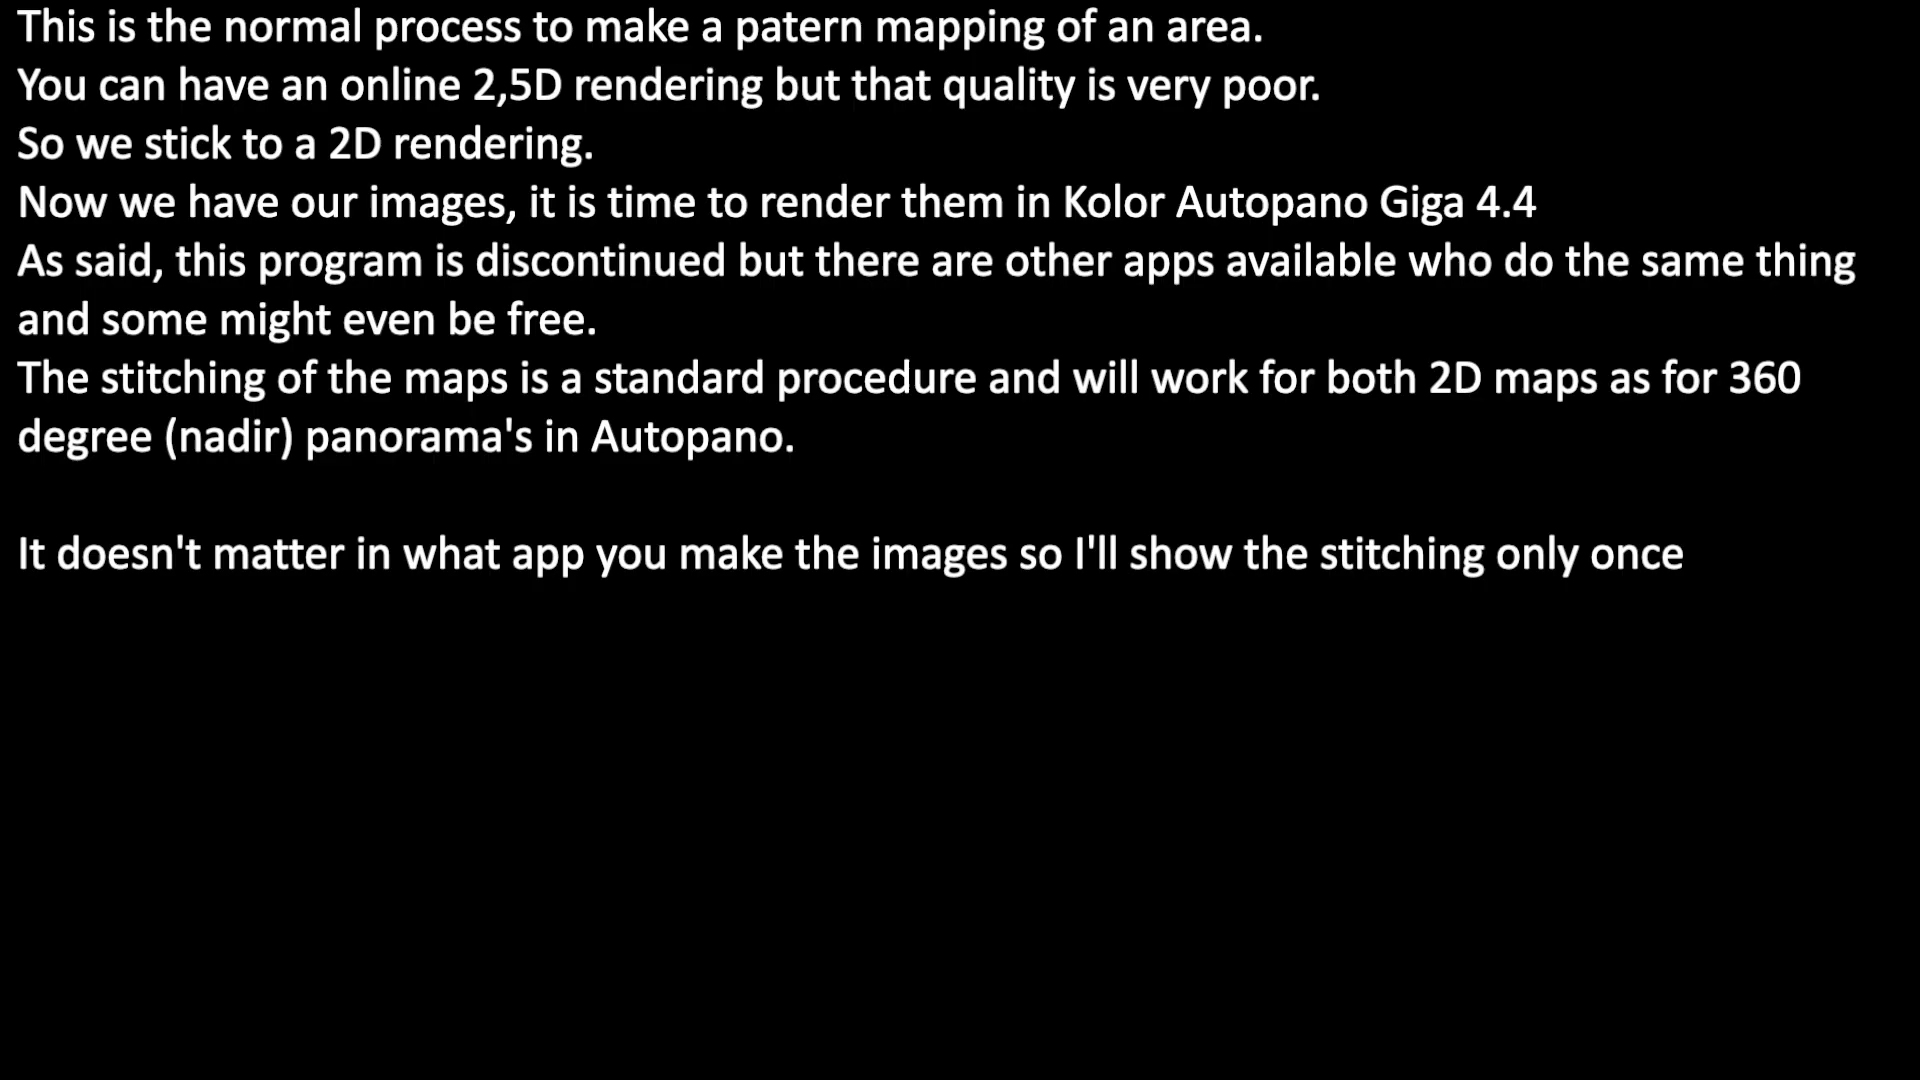 This is the normal process to make a patern mapping of an area.
You can have an online 2,5D rendering but that quality is very poor.
So we stick to a 2D rendering.
Now we have our images, it is time to render them in Kolor Autopano Giga 4.4
As said, this program is discontinued but there are other apps available who do the same thing
and some might even be free.
The stitching of the maps is a standard procedure and will work for both 2D maps as for 360
degree (nadir) panorama's in Autopano.
It doesn't matter in what app you make the images so I'll show the stitching only once